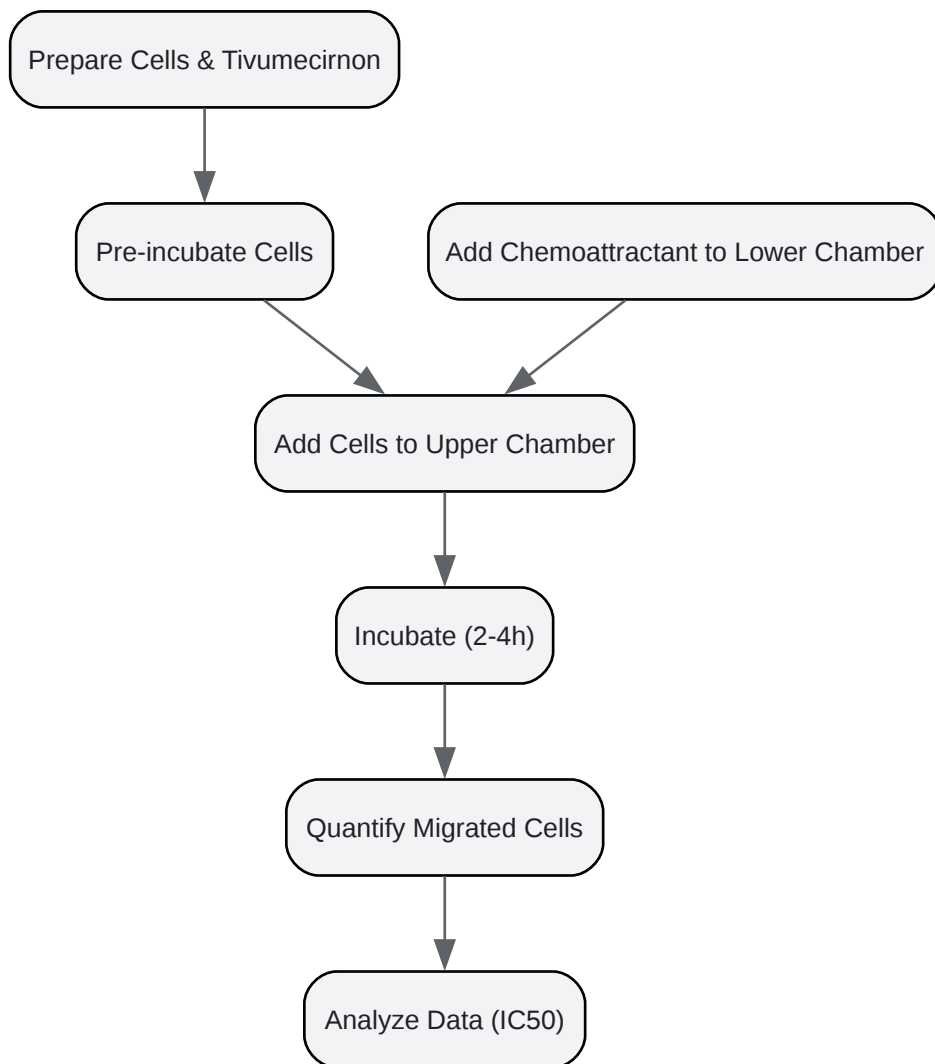 Prepare Cells & Tivumecirnon
Pre-incubate Cells
Add Chemoattractant to Lower Chamber
Add Cells to Upper Chamber
Incubate (2-4h)
Quantify Migrated Cells
Analyze Data (IC50)